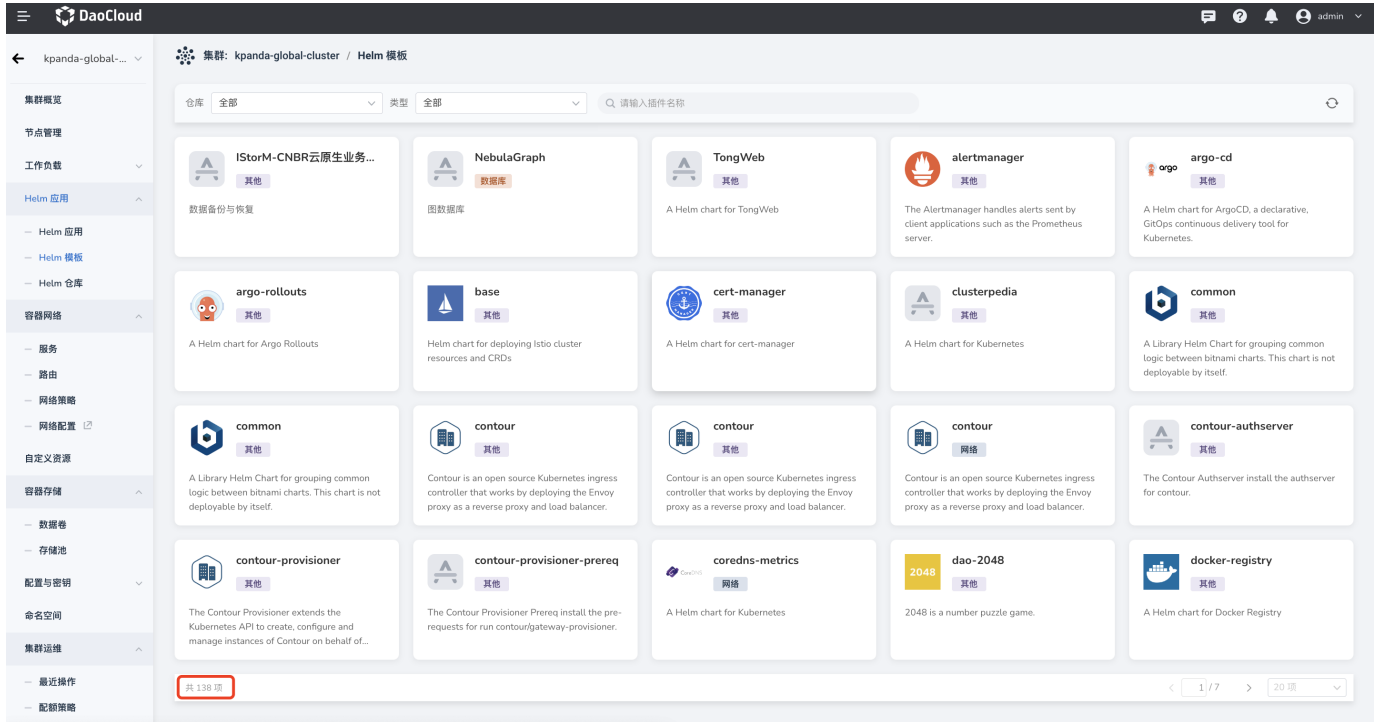 DaoCloud
admin
kpanda-global-...
集群: kpanda-global-cluster / Helm 模板
集群概览
节点管理
工作负载
Helm 应用
Helm 应用
Helm 模板
Helm 仓库
容器网络
服务
路由
网络策略
网络配置
自定义资源
容器存储
数据卷
存储池
配置与密钥
命名空间
集群运维
最近操作
配额策略
仓库 全部 类型 全部 请输入插件名称
IStorM-CNBR云原生业务...
其他
数据备份与恢复
NebulaGraph
数据库
图数据库
TongWeb
其他
A Helm chart for TongWeb
alertmanager
其他
The Alertmanager handles alerts sent by
client applications such as the Prometheus
server.
argo
argo-cd
其他
A Helm chart for ArgoCD, a declarative,
GitOps continuous delivery tool for
Kubernetes.
argo-rollouts
其他
A Helm chart for Argo Rollouts
base
其他
Helm chart for deploying Istio cluster
resources and CRDs
cert-manager
其他
A Helm chart for cert-manager
clusterpedia
其他
A Helm chart for Kubernetes
common
其他
A Library Helm Chart for grouping common
logic between bitnami charts. This chart is not
deployable by itself.
common
其他
A Library Helm Chart for grouping common
logic between bitnami charts. This chart is not
deployable by itself.
contour
其他
Contour is an open source Kubernetes ingress
controller that works by deploying the Envoy
proxy as a reverse proxy and load balancer.
contour
其他
Contour is an open source Kubernetes ingress
controller that works by deploying the Envoy
proxy as a reverse proxy and load balancer.
contour
网络
Contour is an open source Kubernetes ingress
controller that works by deploying the Envoy
proxy as a reverse proxy and load balancer.
contour-authserver
其他
The Contour Authserver install the authserver
for contour.
contour-provisioner
其他
The Contour Provisioner extends the
Kubernetes API to create, configure and
manage instances of Contour on behalf of...
contour-provisioner-prereq
其他
The Contour Provisioner Prereq install the pre-
requests for run contour/gateway-provisioner.
coredns-metrics
网络
A Helm chart for Kubernetes
2048
dao-2048
其他
2048 is a number puzzle game.
docker-registry
其他
A Helm chart for Docker Registry
共 138 项
1 / 7
20 项